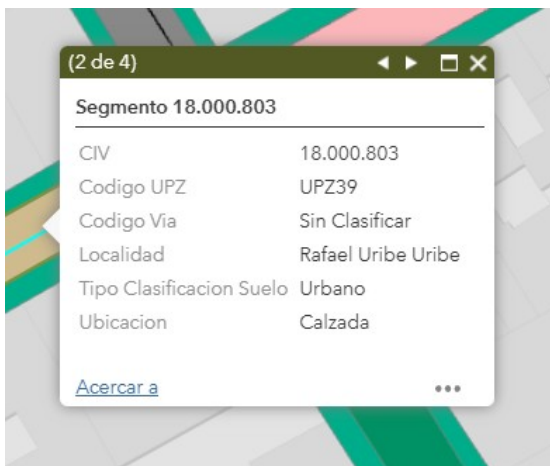 (2 de 4)
Segmento 18.000.803
CIV 18.000.803
Codigo UPZ UPZ39
Codigo Via Sin Clasificar
Localidad Rafael Uribe Uribe
Tipo Clasificacion Suelo Urbano
Ubicacion Calzada
Acercar a